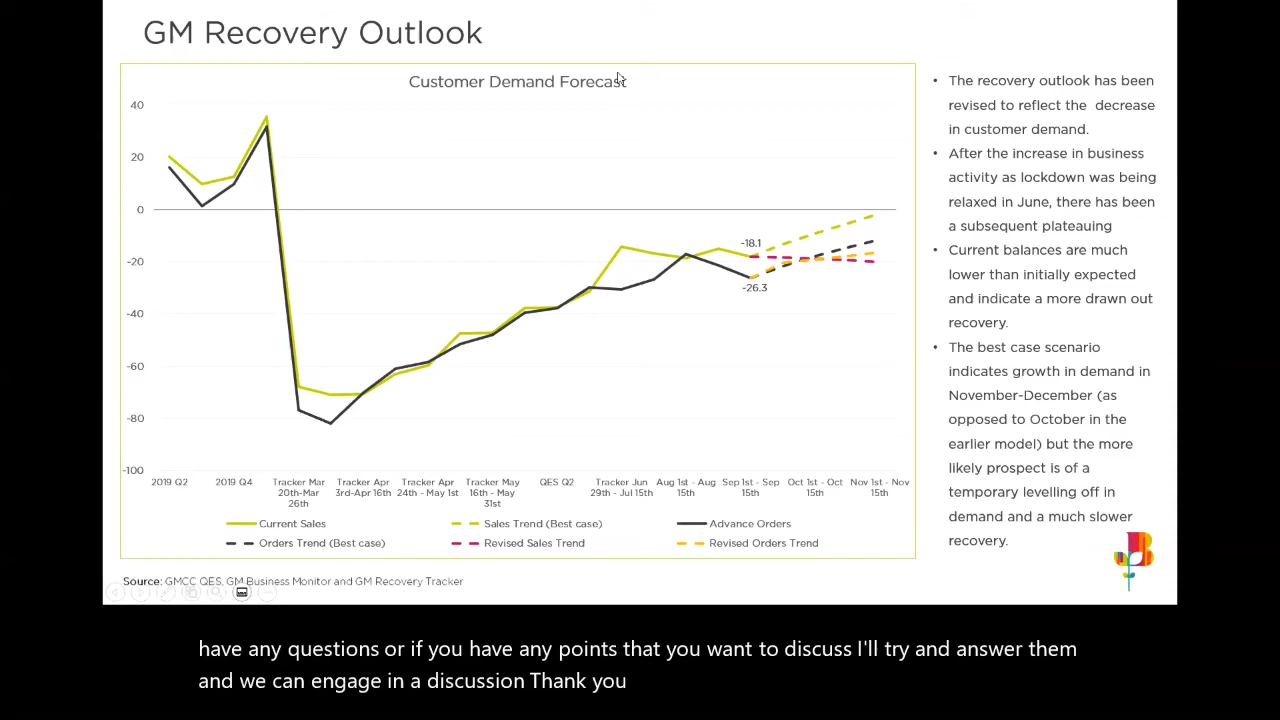 GM Recovery Outlook
Customer Demand Forecast
40
20
0
-20
-40
-60
-80
-100
-18.1
-26.3
2019 Q2
2019 Q4
Tracker Mar
20th-Mar
26th
Tracker Apr
3rd-Apr 16th
Tracker Apr
24th - May 1st
Tracker May
16th - May
31st
QES Q2
Tracker Jun
29th - Jul 15th
Aug 1st - Aug
15th
Sep 1st - Sep
15th
Oct 1st - Oct
15th
Nov 1st - Nov
15th
Current Sales
Sales Trend (Best case)
Advance Orders
Orders Trend (Best case)
Revised Sales Trend
Revised Orders Trend
• The recovery outlook has been
revised to reflect the decrease
in customer demand.
• After the increase in business
activity as lockdown was being
relaxed in June, there has been
a subsequent plateauing
• Current balances are much
lower than initially expected
and indicate a more drawn out
recovery.
• The best case scenario
indicates growth in demand in
November-December (as
opposed to October in the
earlier model) but the more
likely prospect is of a
temporary levelling off in
demand and a much slower
recovery.
Source: GMCC QES, GM Business Monitor and GM Recovery Tracker
have any questions or if you have any points that you want to discuss I'll try and answer them
and we can engage in a discussion Thank you